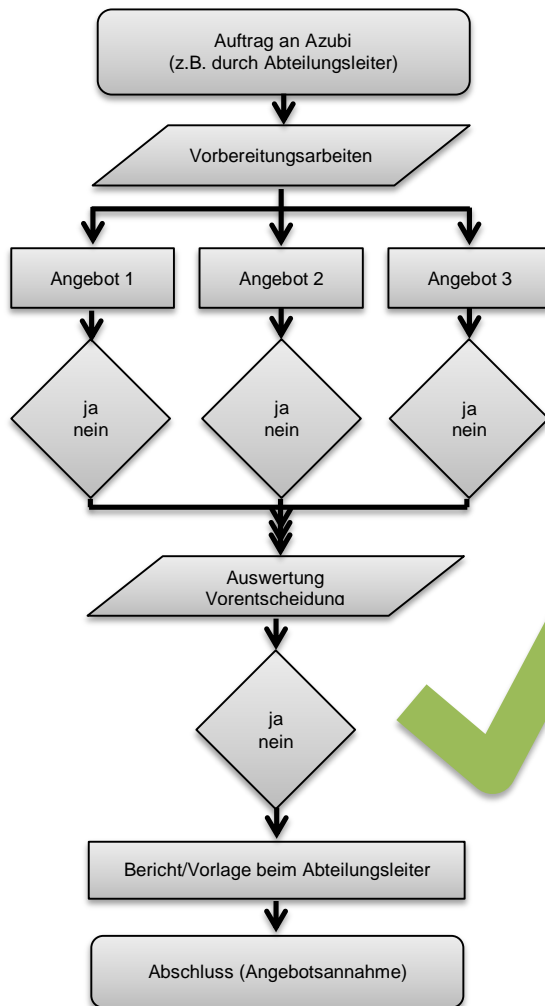 Auftrag an Azubi
(z.B. durch Abteilungsleiter)
Vorbereitungsarbeiten
Angebot 1
Angebot 2
Angebot 3
ja
nein
ja
nein
ja
nein
Auswertung
Vorentscheidung
ja
nein
Bericht/Vorlage beim Abteilungsleiter
Abschluss (Angebotsannahme)